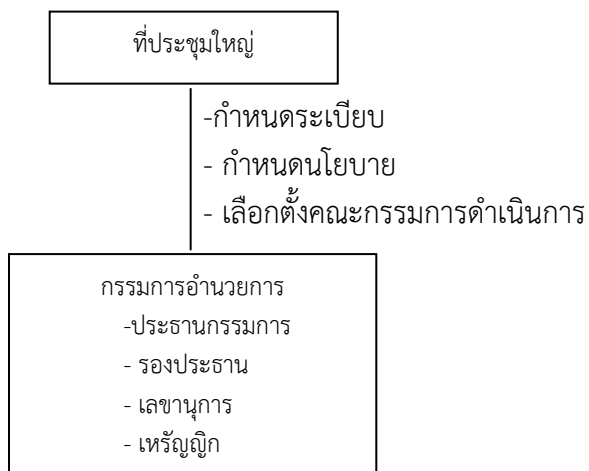 ที่ประชุมใหญ่
-กำหนดระเบียบ
- กำหนดนโยบาย
- เลือกตั้งคณะกรรมการดำเนินการ
กรรมการอำนวยการ
-ประธานกรรมการ
- รองประธาน
- เลขานุการ
- เหรัญญิก